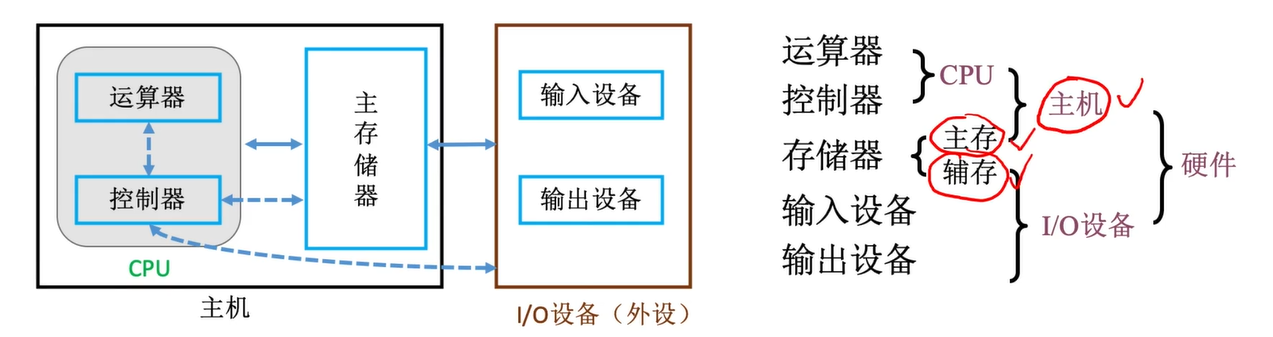 运算器
控制器
CPU
主存储器
主机
输入设备
输出设备
I/O设备（外设）
运算器
控制器
CPU
存储器
主存
辅存
主机
输入设备
输出设备
I/O设备
硬件